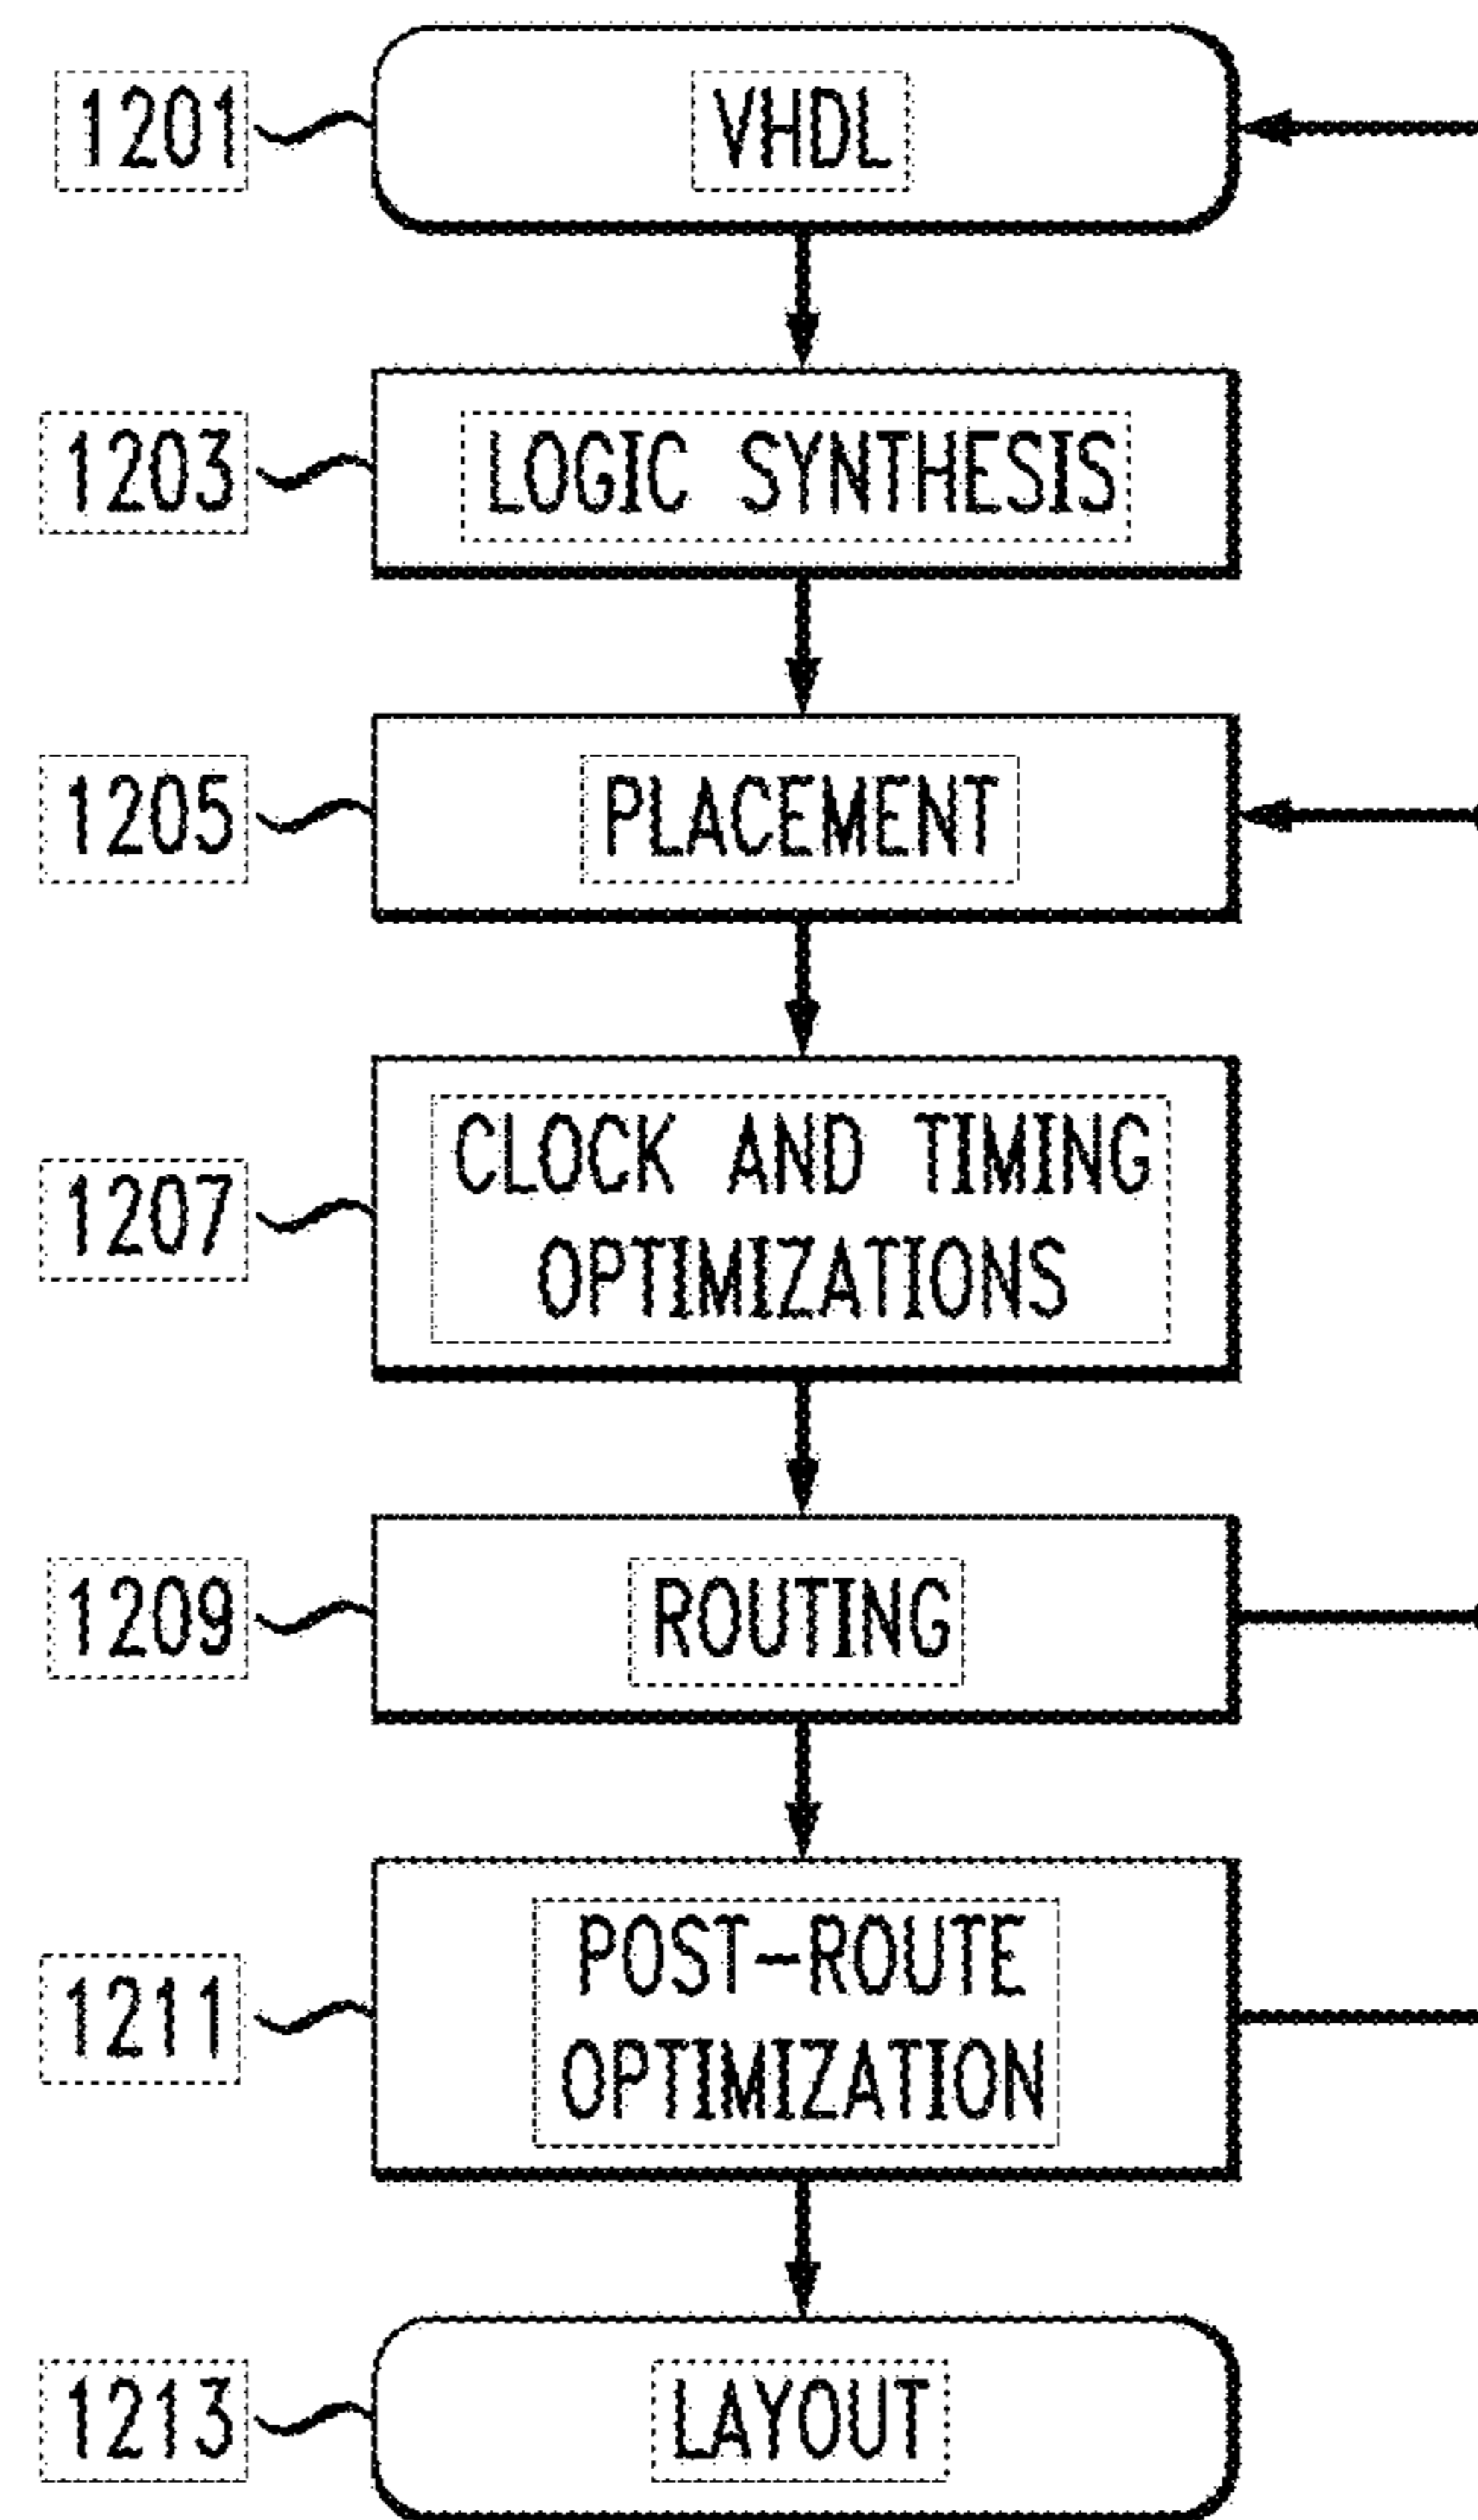 1201
VHDL
1203
LOGIC SYNTHESIS
1205
PLACEMENT
1207
CLOCK AND TIMING
OPTIMIZATIONS
1209
ROUTING
1211
POST-ROUTE
OPTIMIZATION
1213
LAYOUT